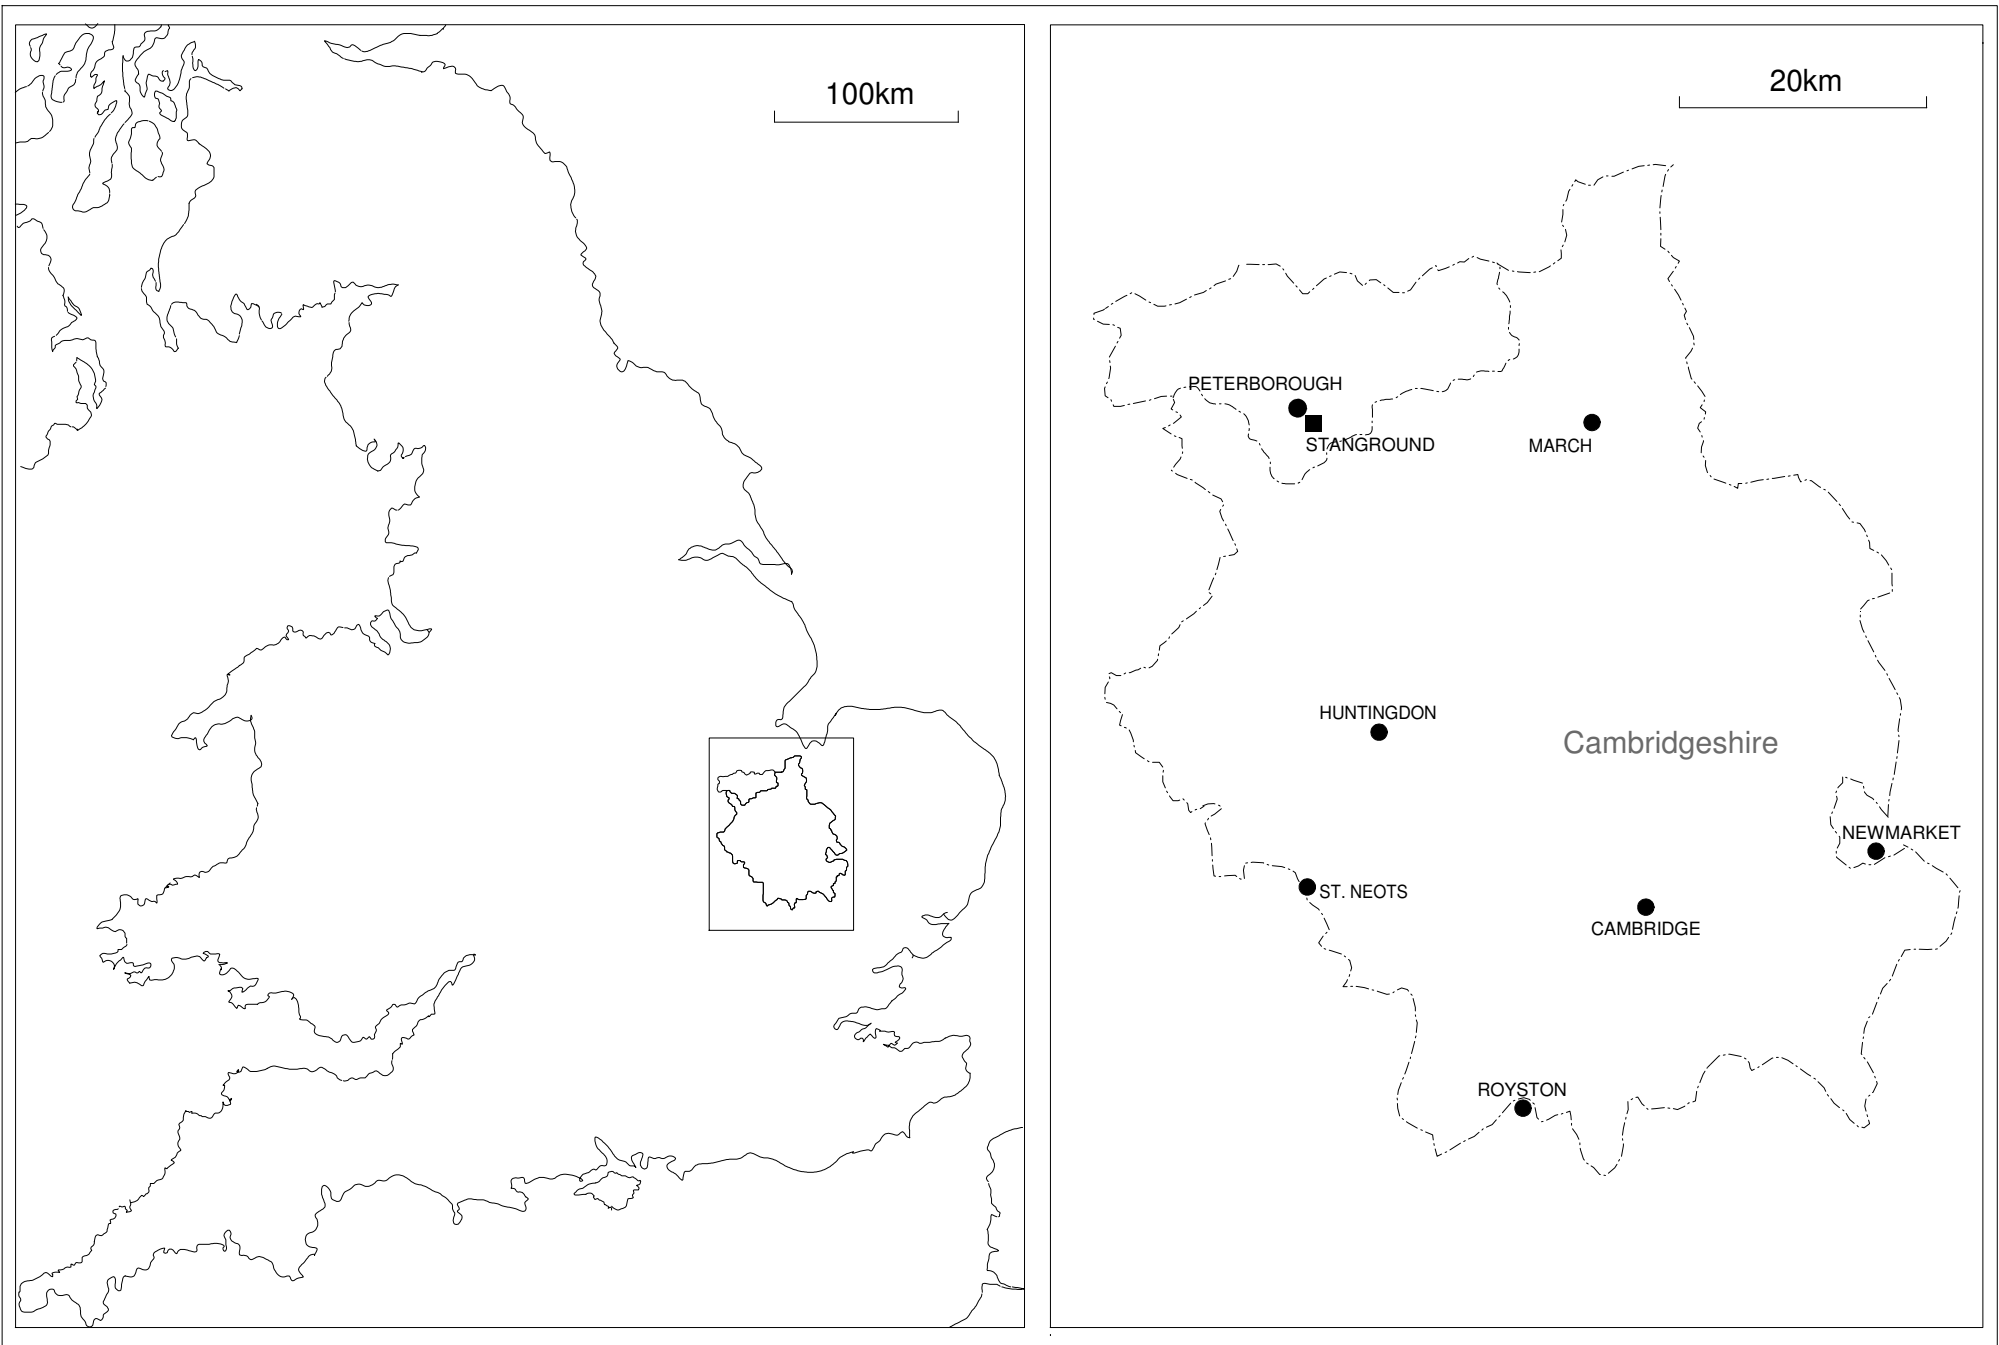 100km
20km
PETERBOROUGH
STANGROUND
MARCH
HUNTINGDON
Cambridgeshire
NEWMARKET
ST. NEOTS
CAMBRIDGE
ROYSTON